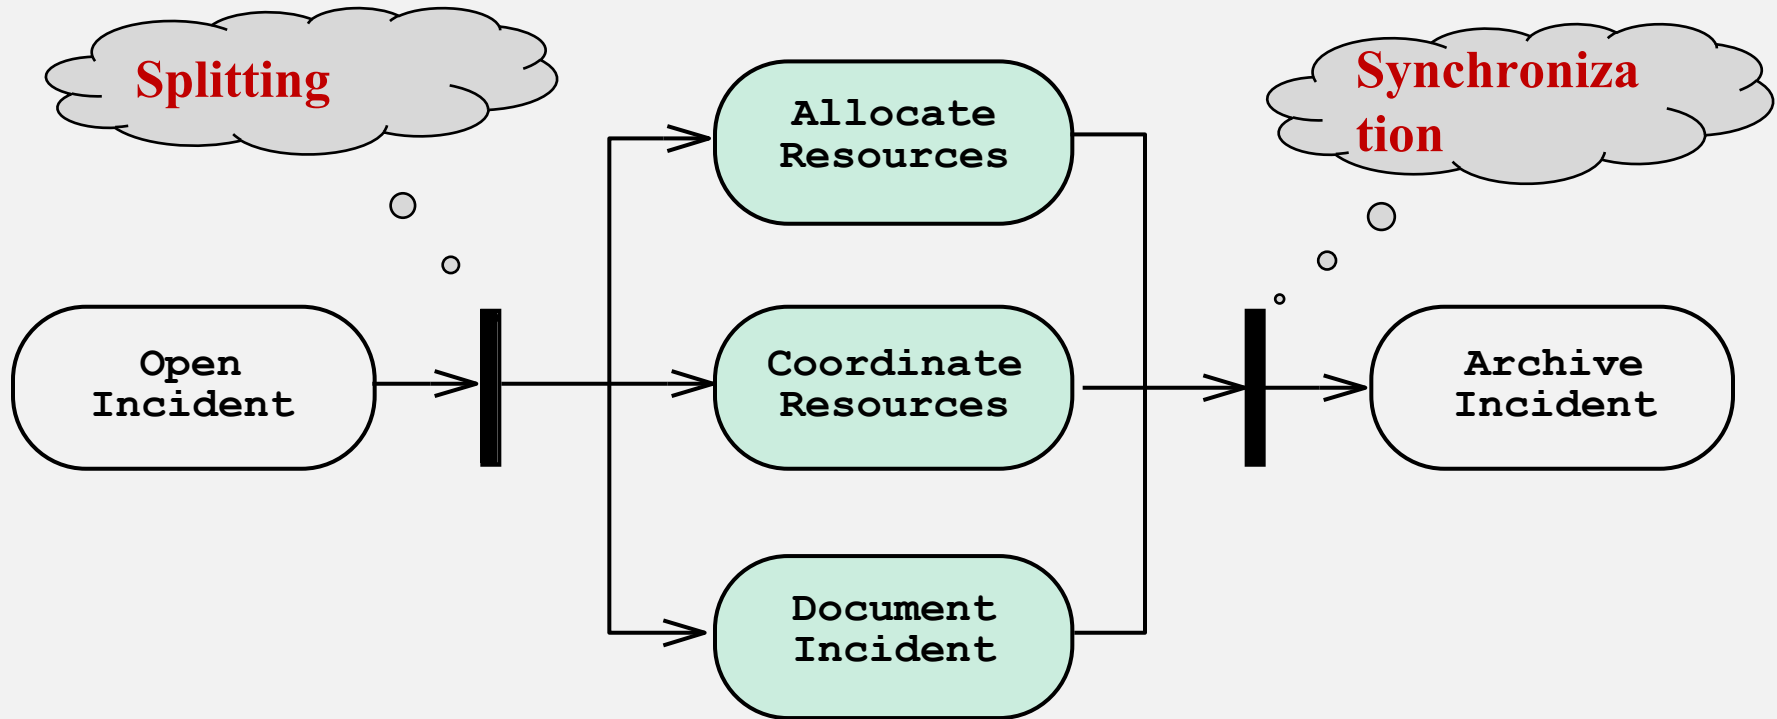 Splitting
Synchroniza
tion
Allocate
Resources
Open
Incident
Coordinate
Resources
Archive
Incident
Document
Incident